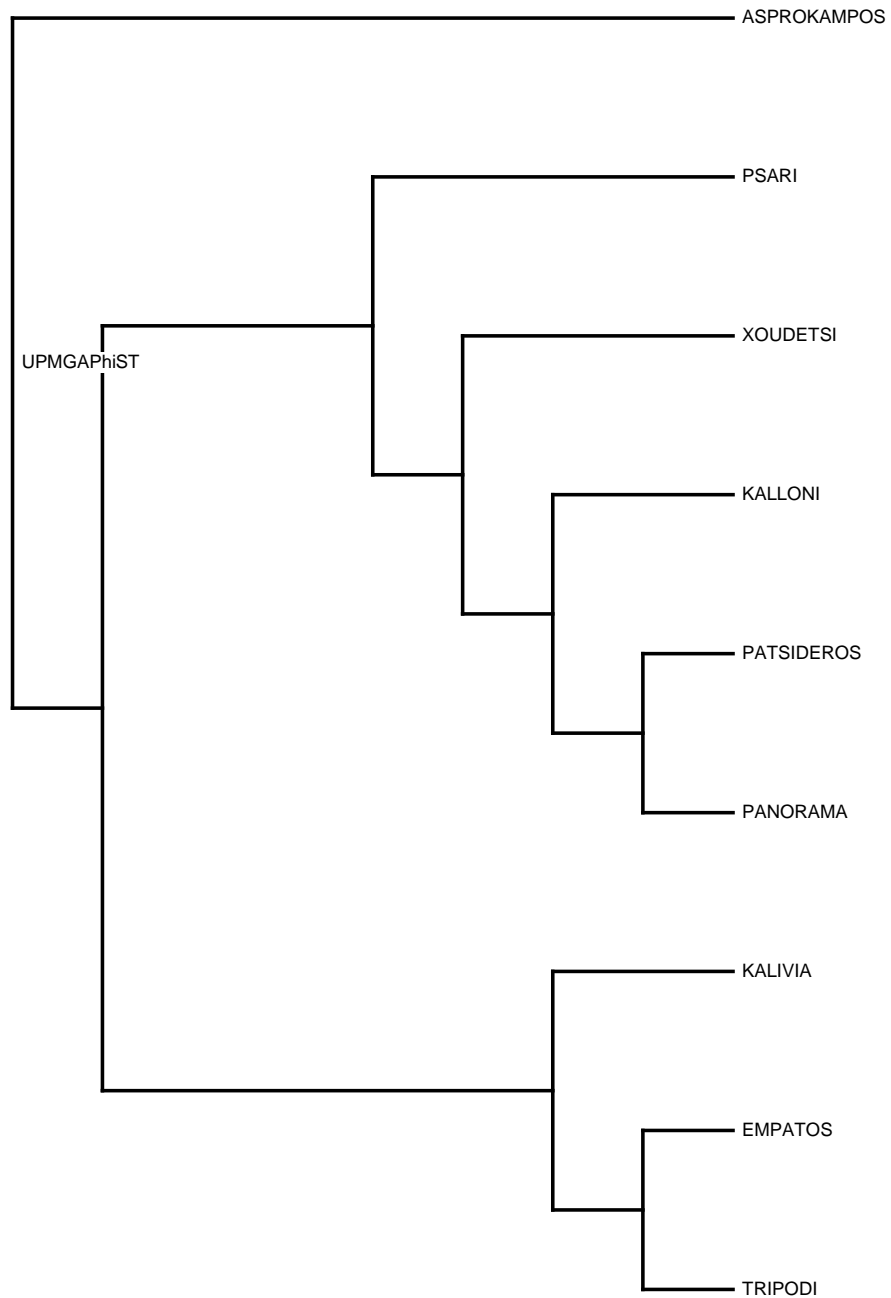 ASPROKAMPOS
PSARI
XOUDETSI
UPMGAPhiST
KALLONI
PATSIDEROS
PANORAMA
KALIVIA
EMPATOS
TRIPODI